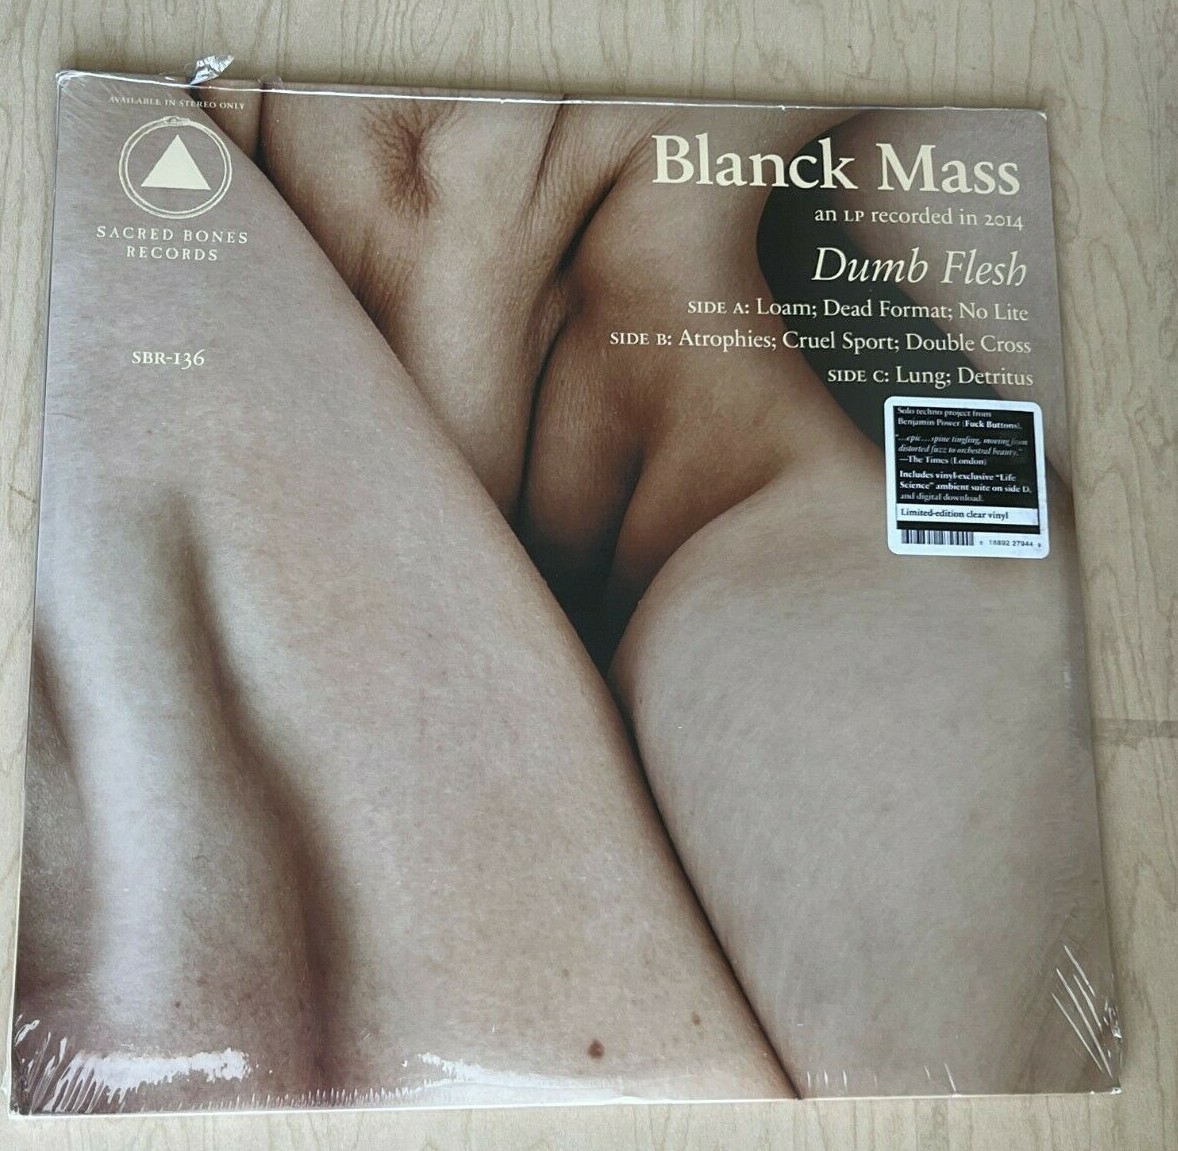 AVAILABLE IN STEREO ONLY
SACRED BONES
RECORDS
SBR-136
Blanck Mass
an LP recorded in 2014
Dumb Flesh
SIDE A: Loam; Dead Format; No Lite
SIDE B: Atrophies; Cruel Sport; Double Cross
SIDE C: Lung; Detritus
Solo techno project from
Benjamin Power (Fuck Buttons).
"...epic...spine tingling, moving from
distorted fuzz to orchestral beauty."
—The Times (London)
Includes vinyl-exclusive "Life
Science" ambient suite on side D,
and digital download.
Limited-edition clear vinyl
16892 27944